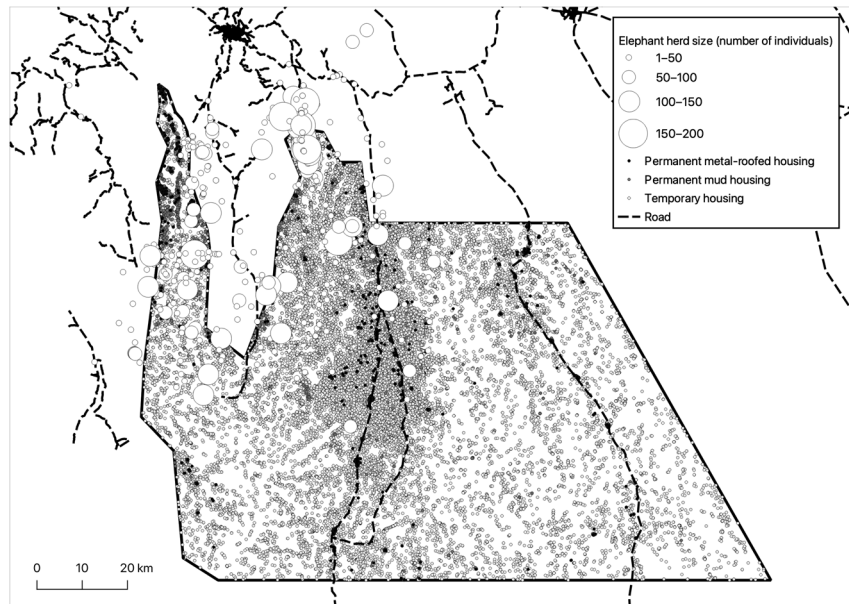 Elephant herd size (number of individuals)
1–50
50–100
100–150
150–200
Permanent metal-roofed housing
Permanent mud housing
Temporary housing
Road
0 10 20 km